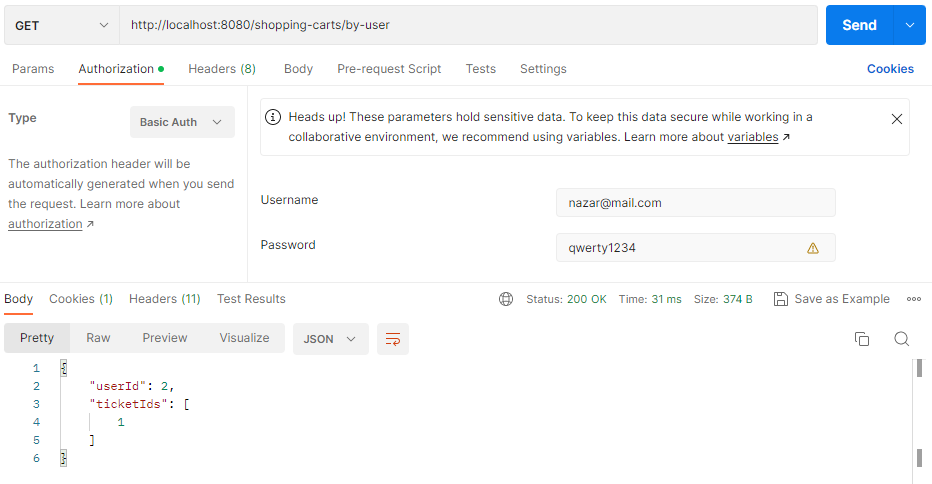 GET http://localhost:8080/shopping-carts/by-user Send
Params Authorization Headers (8) Body Pre-request Script Tests Settings Cookies
Type Basic Auth
The authorization header will be
automatically generated when you send
the request. Learn more about
authorization ↗
Heads up! These parameters hold sensitive data. To keep this data secure while working in a
collaborative environment, we recommend using variables. Learn more about variables ↗
Username nazar@mail.com
Password qwerty1234
Body Cookies (1) Headers (11) Test Results Status: 200 OK Time: 31 ms Size: 374 B Save as Example
Pretty Raw Preview Visualize JSON
1 {
2 "userId": 2,
3 "ticketIds": [
4 1
5 ]
6 }